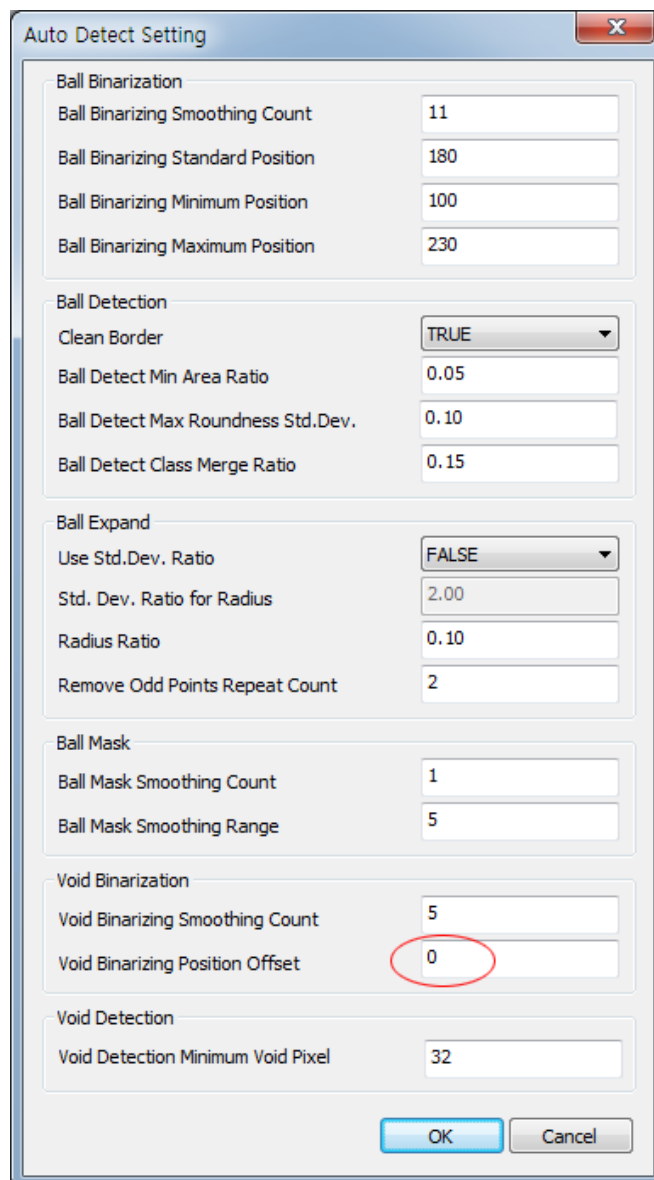 Auto Detect Setting
Ball Binarization
Ball Binarizing Smoothing Count 11
Ball Binarizing Standard Position 180
Ball Binarizing Minimum Position 100
Ball Binarizing Maximum Position 230
Ball Detection
Clean Border TRUE
Ball Detect Min Area Ratio 0.05
Ball Detect Max Roundness Std.Dev. 0.10
Ball Detect Class Merge Ratio 0.15
Ball Expand
Use Std.Dev. Ratio FALSE
Std. Dev. Ratio for Radius 2.00
Radius Ratio 0.10
Remove Odd Points Repeat Count 2
Ball Mask
Ball Mask Smoothing Count 1
Ball Mask Smoothing Range 5
Void Binarization
Void Binarizing Smoothing Count 5
Void Binarizing Position Offset 0
Void Detection
Void Detection Minimum Void Pixel 32
OK Cancel